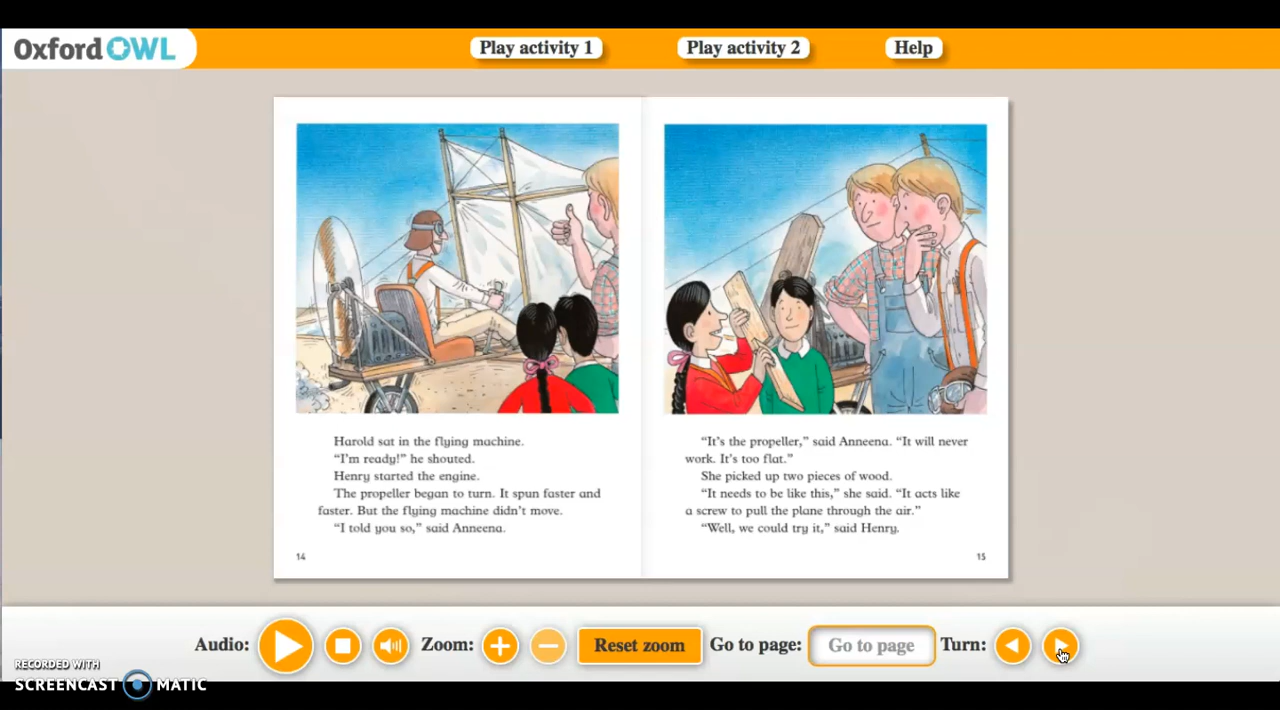 Oxford OWL
Play activity 1
Play activity 2
Help
Harold sat in the flying machine.
“I’m ready!” he shouted.
Henry started the engine.
The propeller began to turn. It spun faster and
faster. But the flying machine didn’t move.
“I told you so,” said Anneena.
14
“It’s the propeller,” said Anneena. “It will never
work. It’s too flat.”
She picked up two pieces of wood.
“It needs to be like this,” she said. “It acts like
a screw to pull the plane through the air.”
“Well, we could try it,” said Henry.
15
Audio:
Zoom:
Reset zoom
Go to page:
Go to page
Turn:
RECORDED WITH
SCREENCAST MATIC